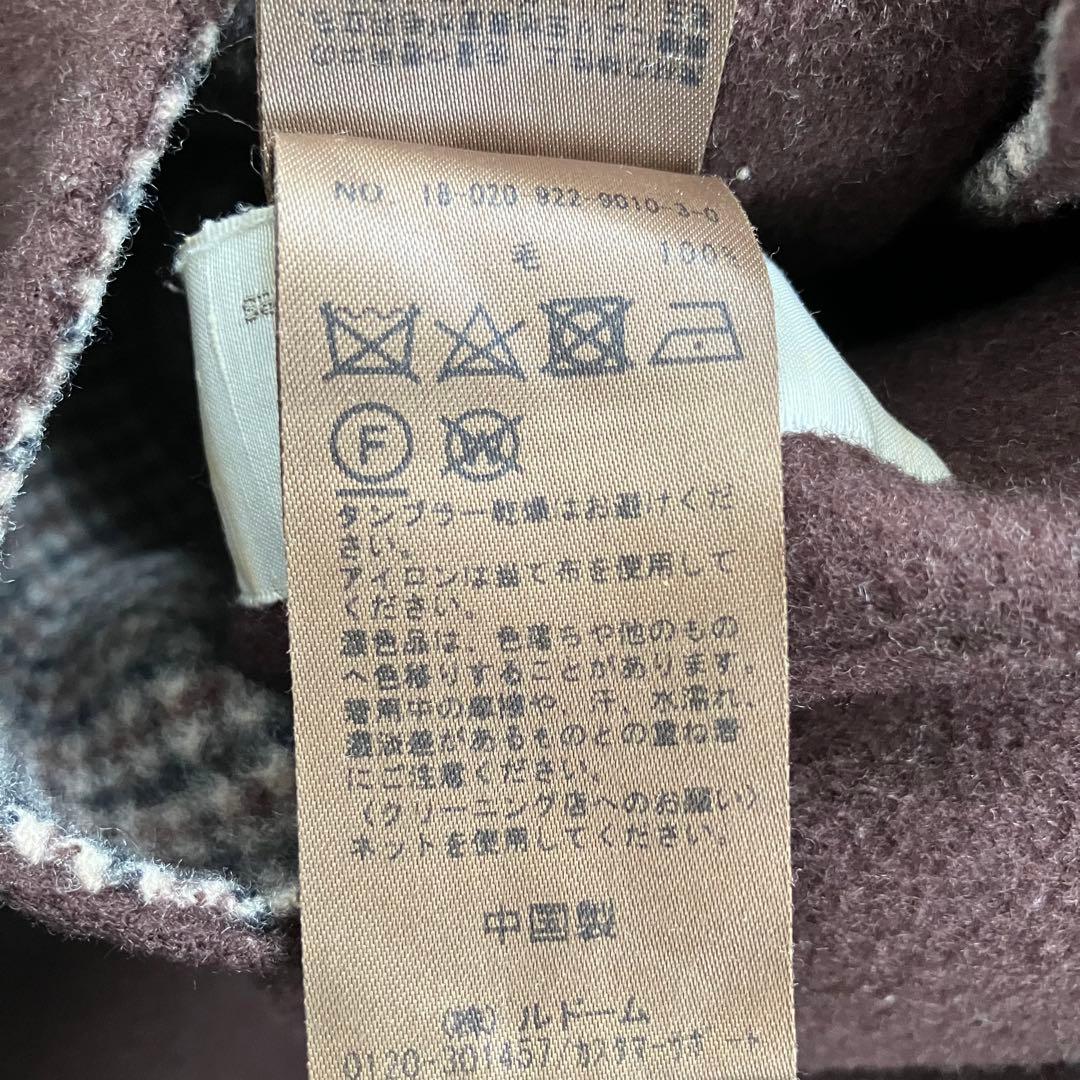 NO. 18-020 922-9010-3-0
毛 100%
F
W
タンブラー乾燥はお避けくだ
さい。
アイロンは当て布を使用して
ください。
濃色品は、色落ちや他のもの
へ色移りすることがあります。
着用中の摩擦や、汗、水濡れ、
濃淡差があるものとの重ね着
にご注意ください。
（クリーニング店へのお願い）
ネットを使用してください。
中国製
（株）ルドーム
0120-301457/カスタマーサポート